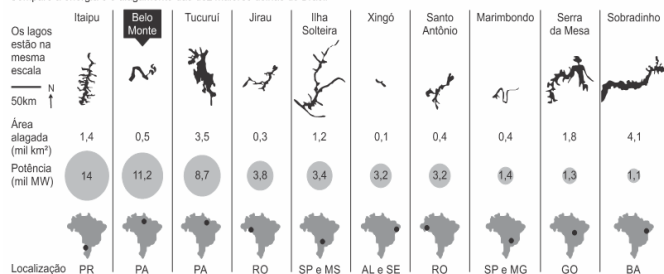 Itaipu Belo Monte Tucuruí Jirau Ilha Solteira Xingó Santo Antônio Marimbondo Serra da Mesa Sobradinho
Os lagos estão na mesma escala
N
50km
Área alagada (mil km²) 1,4 0,5 3,5 0,3 1,2 0,1 0,4 0,4 1,8 4,1
Potência (mil MW) 14 11,2 8,7 3,8 3,4 3,2 3,2 1,4 1,3 1,1
Localização PR PA PA RO SP e MS AL e SE RO SP e MG GO BA